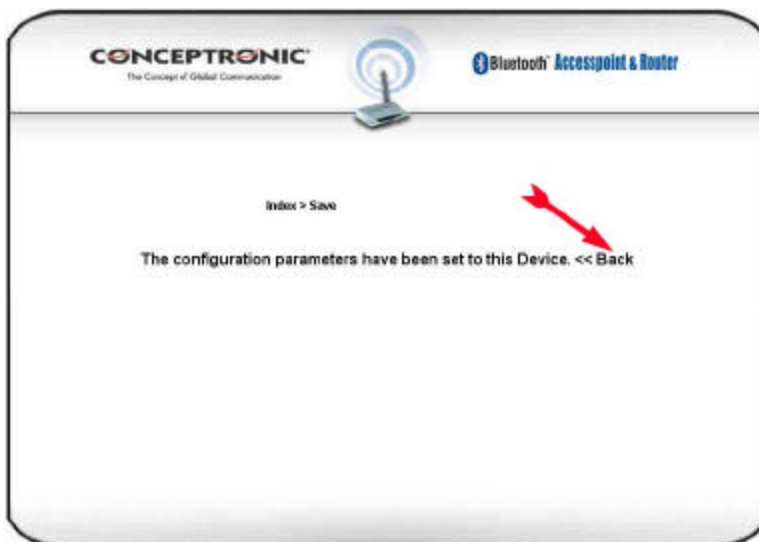 CONCEPTRONIC
The Concept of Global Communication
Bluetooth™ Accesspoint & Router
Index > Save
The configuration parameters have been set to this Device. << Back